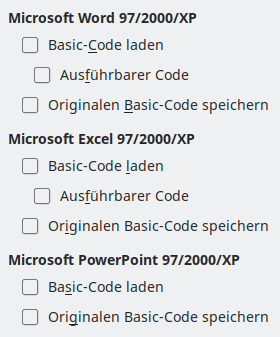 Microsoft Word 97/2000/XP
Basic-Code laden
Ausführbarer Code
Originalen Basic-Code speichern
Microsoft Excel 97/2000/XP
Basic-Code laden
Ausführbarer Code
Originalen Basic-Code speichern
Microsoft PowerPoint 97/2000/XP
Basic-Code laden
Originalen Basic-Code speichern